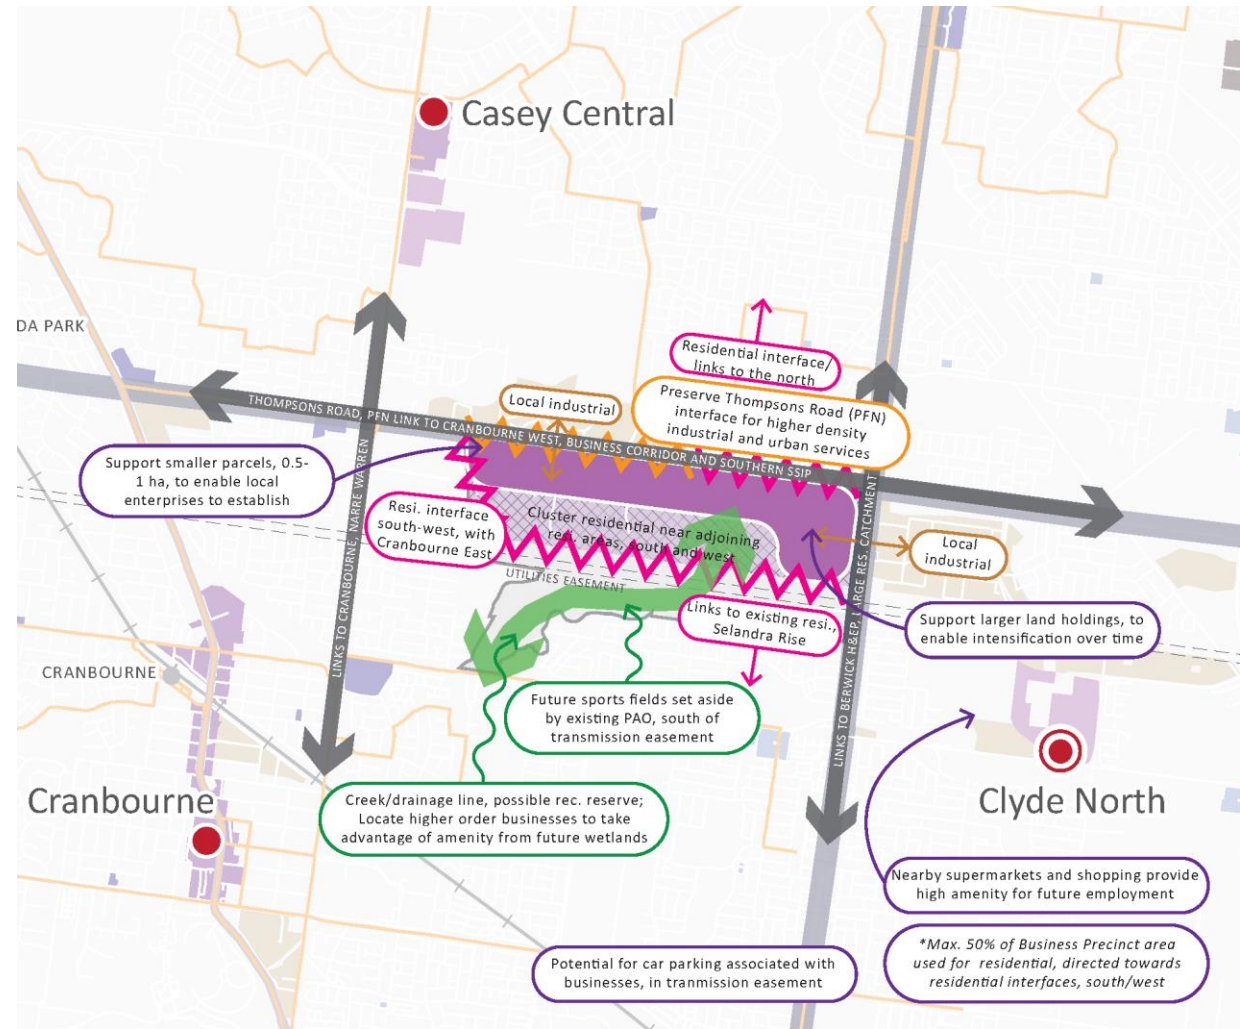 Casey Central
DA PARK
Residential interface/
links to the north
Local industrial
Preserve Thompsons Road (PFN)
interface for higher density
industrial and urban services
THOMPSONS ROAD, PFN LINK TO CRANBOURNE WEST, BUSINESS CORRIDOR AND SOUTHERN SSIP
Support smaller parcels, 0.5-
1 ha, to enable local
enterprises to establish
LINKS TO CRANBOURNE, NARRE WARREN
Resi. interface
south-west, with
Cranbourne East
Cluster residential near adjoining
resi. areas, south and west
Local
industrial
UTILITIES EASEMENT
LINKS TO BERWICK H&EP, LARGE RES. CATCHMENT
Links to existing resi.,
Selandra Rise
Support larger land holdings, to
enable intensification over time
CRANBOURNE
Future sports fields set aside
by existing PAO, south of
transmission easement
Cranbourne
Creek/drainage line, possible rec. reserve;
Locate higher order businesses to take
advantage of amenity from future wetlands
Clyde North
Nearby supermarkets and shopping provide
high amenity for future employment
*Max. 50% of Business Precinct area
used for residential, directed towards
residential interfaces, south/west
Potential for car parking associated with
businesses, in tranmission easement